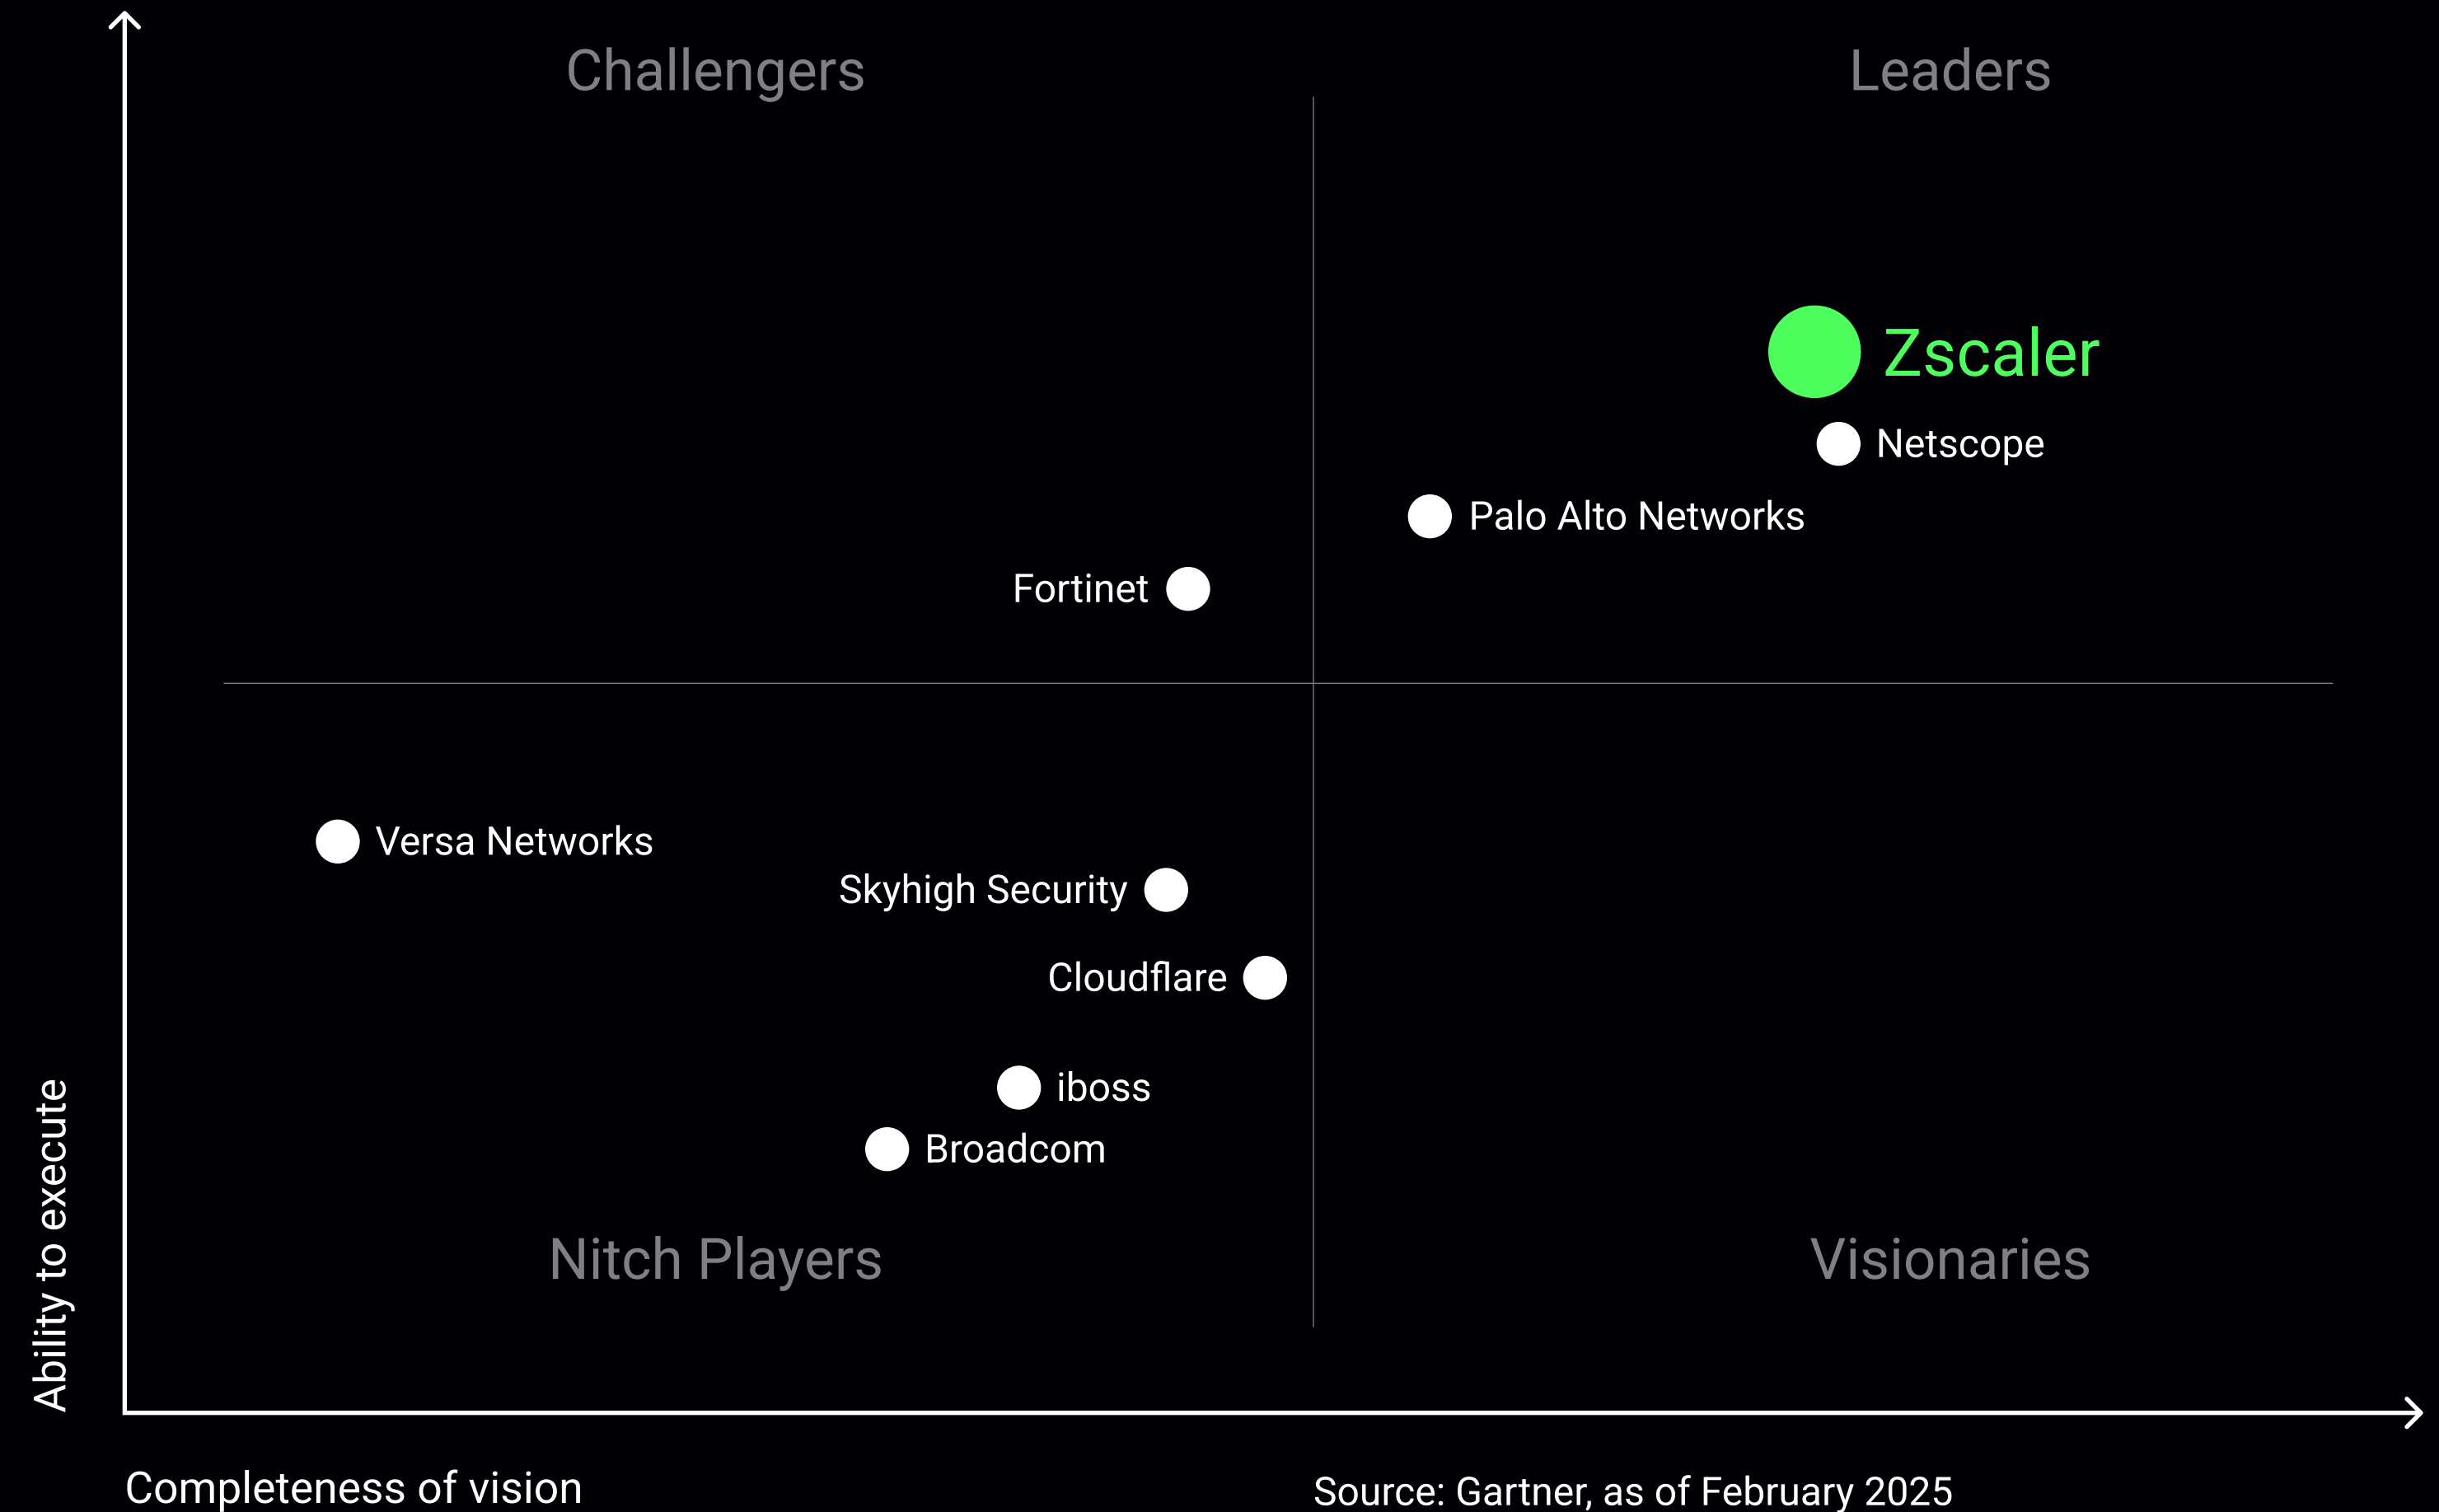 Challengers
Leaders
Zscaler
Netscope
Palo Alto Networks
Fortinet
Versa Networks
Skyhigh Security
Cloudflare
iboss
Broadcom
Nitch Players
Visionaries
Ability to execute
Completeness of vision
Source: Gartner, as of February 2025